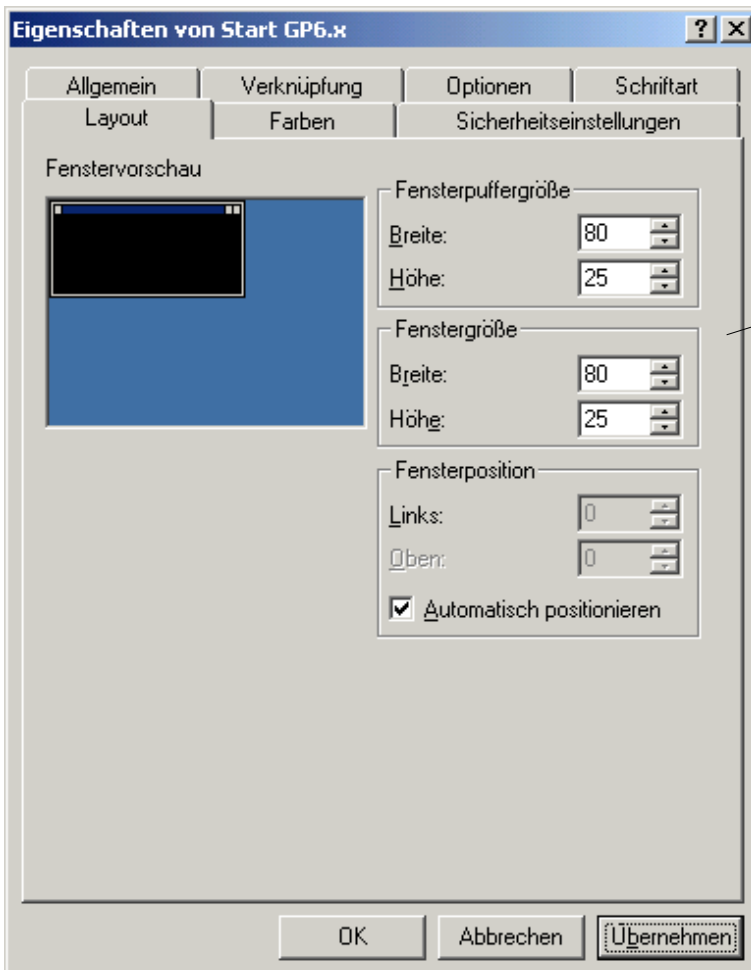 Eigenschaften von Start GP6.x
Allgemein Verknüpfung Optionen Schriftart
Layout Farben Sicherheitseinstellungen
Fenstervorschau
Fensterpuffergröße
Breite: 80
Höhe: 25
Fenstergröße
Breite: 80
Höhe: 25
Fensterposition
Links: 0
Oben: 0
Automatisch positionieren
OK Abbrechen Übernehmen